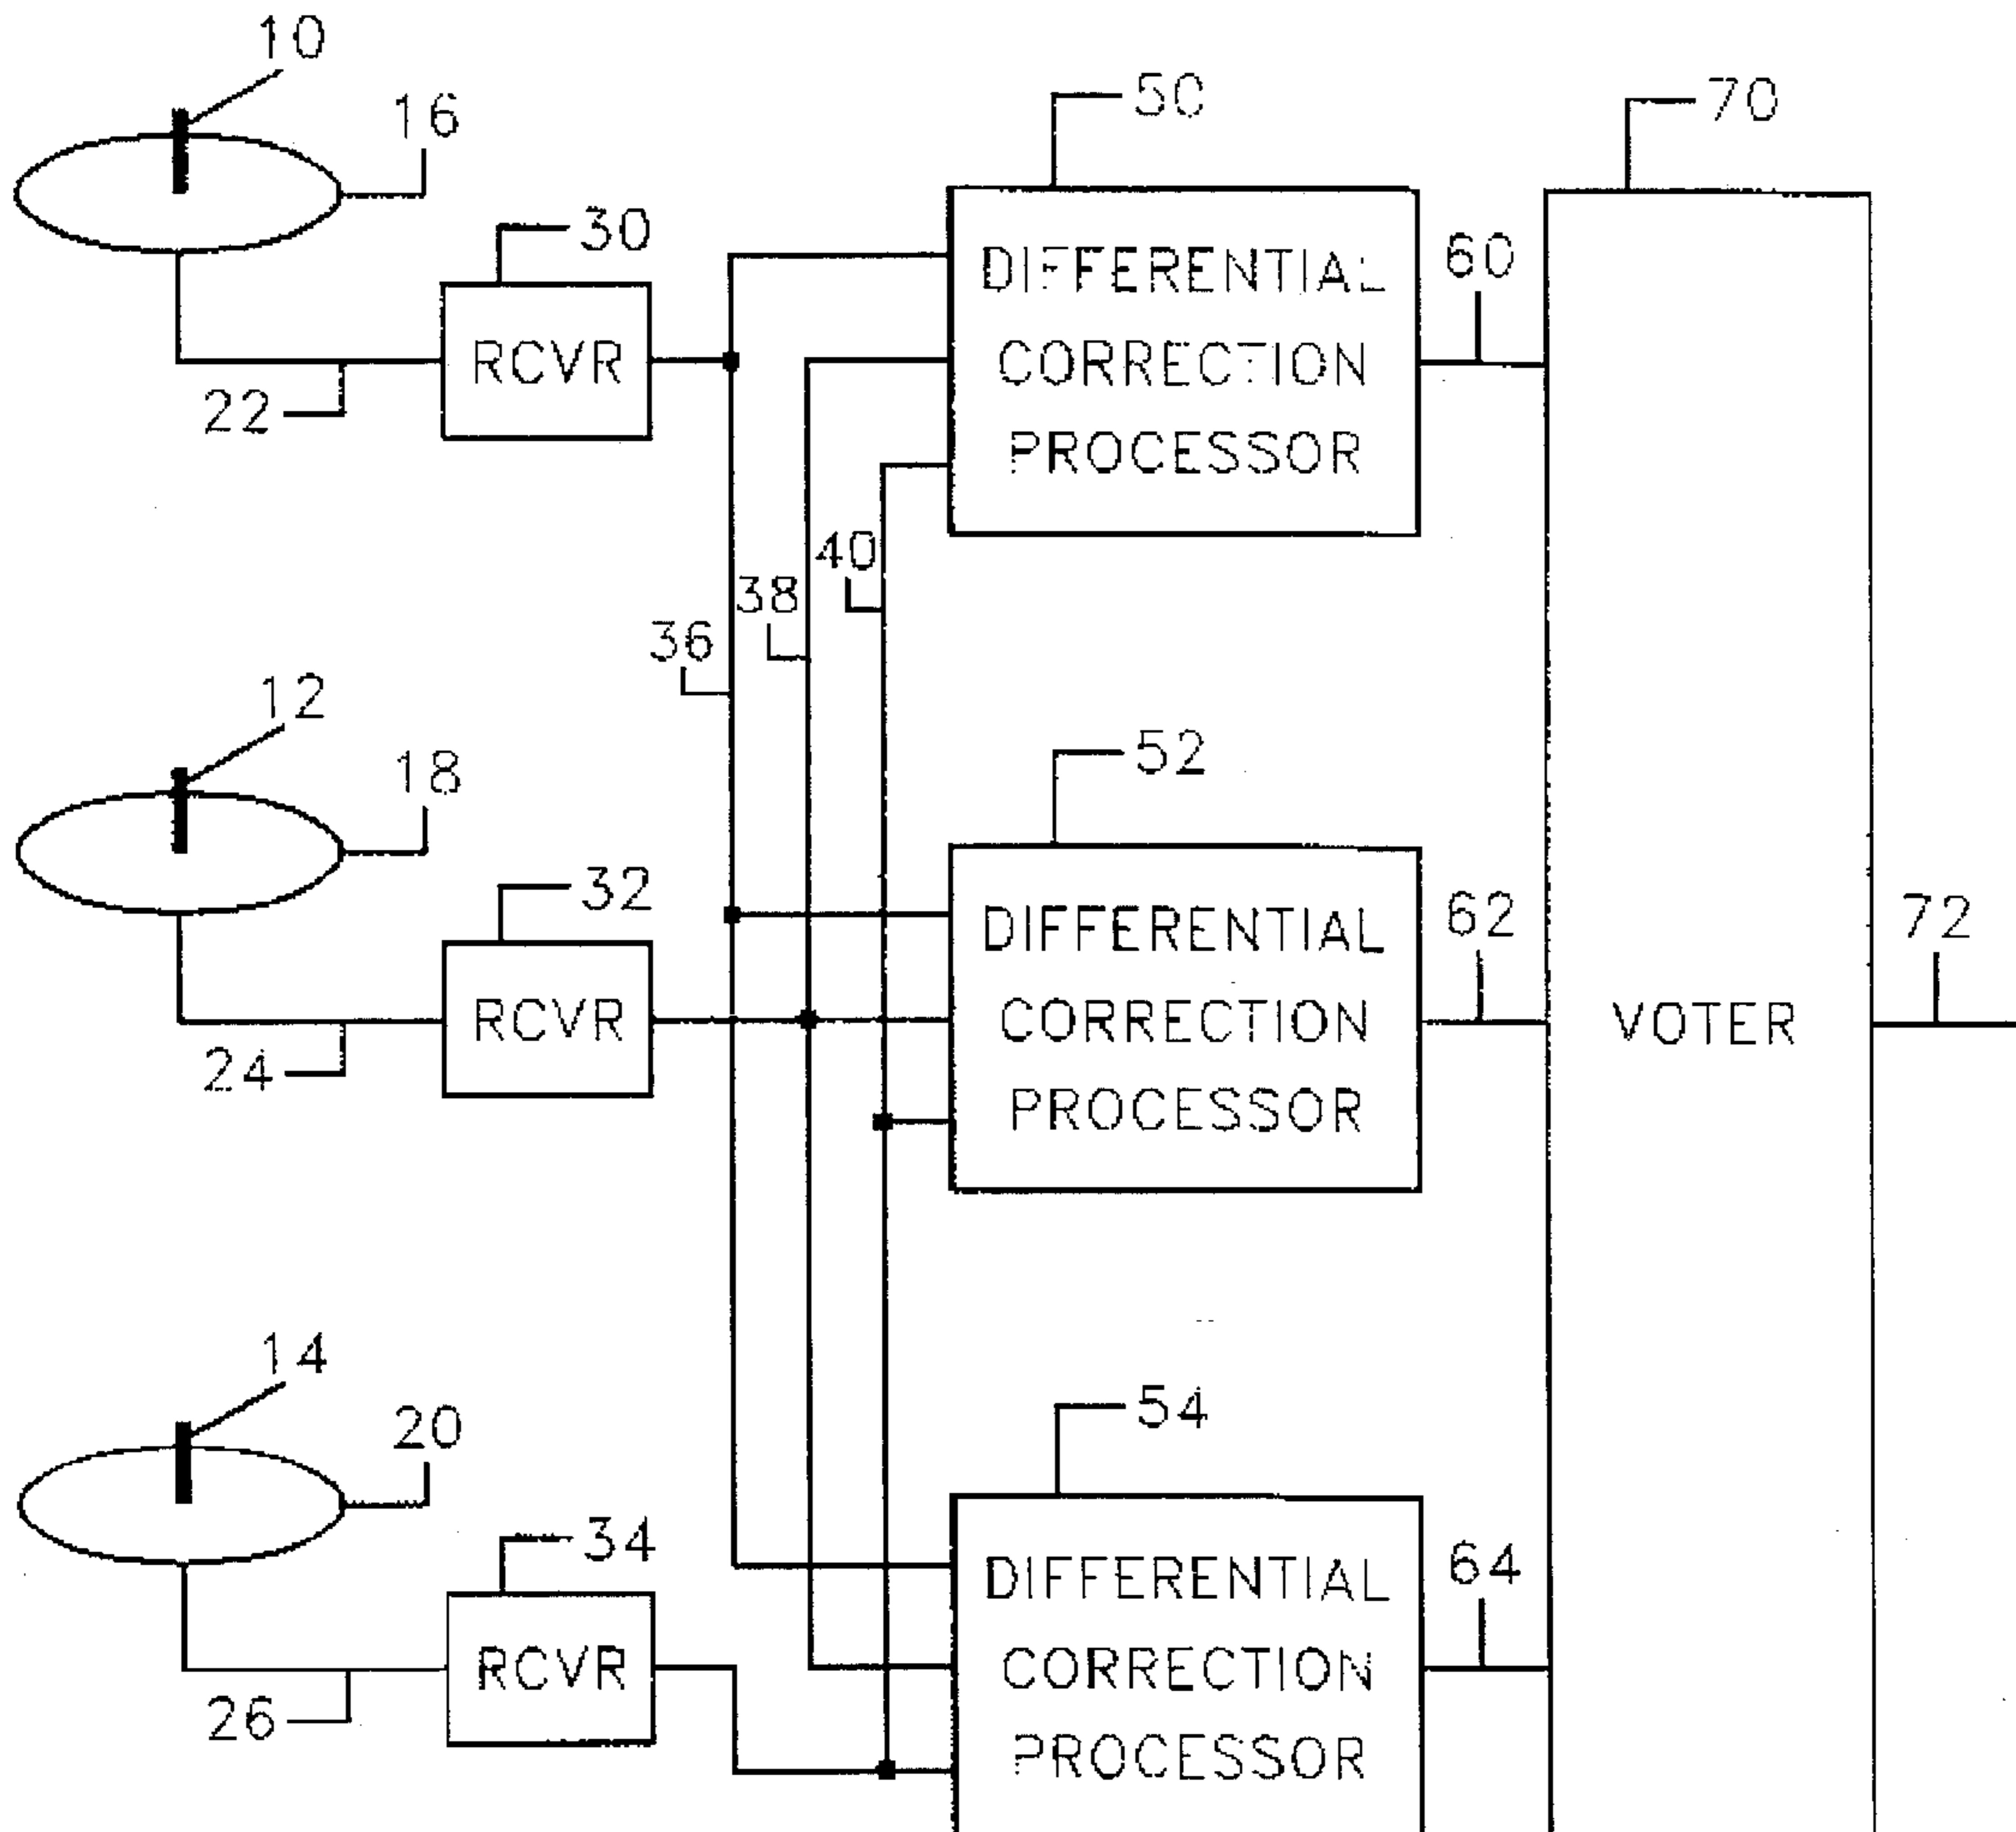 10
16
50
70
30
DIFFERENTIAL
CORRECTION
PROCESSOR
60
RCVR
22
40
38
36
12
18
52
32
DIFFERENTIAL
CORRECTION
PROCESSOR
62
72
RCVR
VOTER
24
14
20
54
34
DIFFERENTIAL
CORRECTION
PROCESSOR
64
RCVR
26